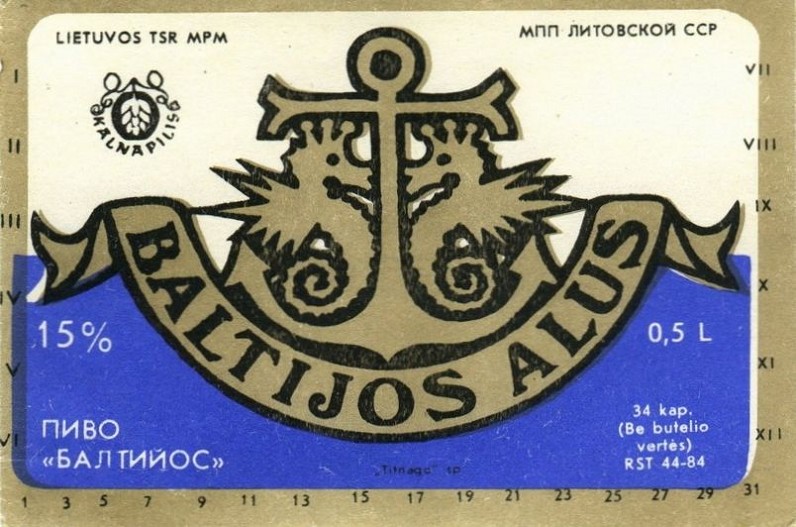 LIETUVOS TSR MPM
МПП ЛИТОВСКОЙ ССР
KALNAPILIS
BALTIJOS ALUS
15%
0,5 L
ПИВО
«БАЛТИЙОС»
34 kap.
(Be butelio
vertės)
RST 44-84
„Titnago“ sp.
I
II
III
IV
V
VI
VII
VIII
IX
X
XI
XII
1 3 5 7 9 11 13 15 17 19 21 23 25 27 29 31